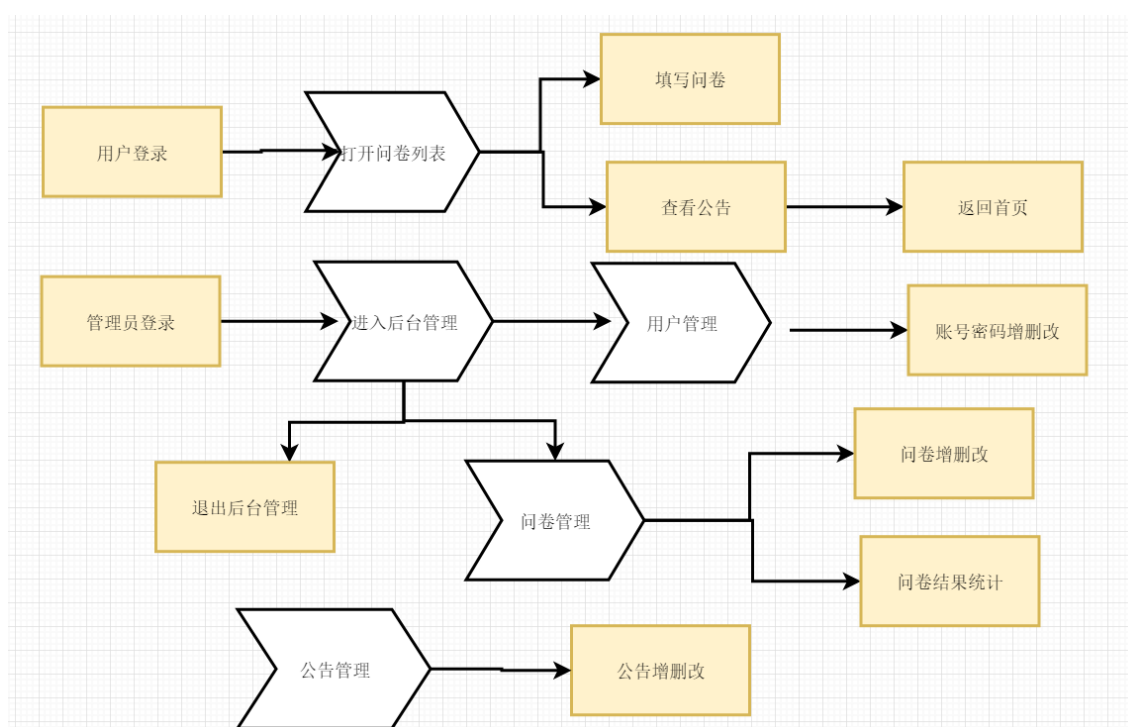 填写问卷
用户登录
打开问卷列表
查看公告
返回首页
管理员登录
进入后台管理
用户管理
账号密码增删改
问卷增删改
退出后台管理
问卷管理
问卷结果统计
公告管理
公告增删改